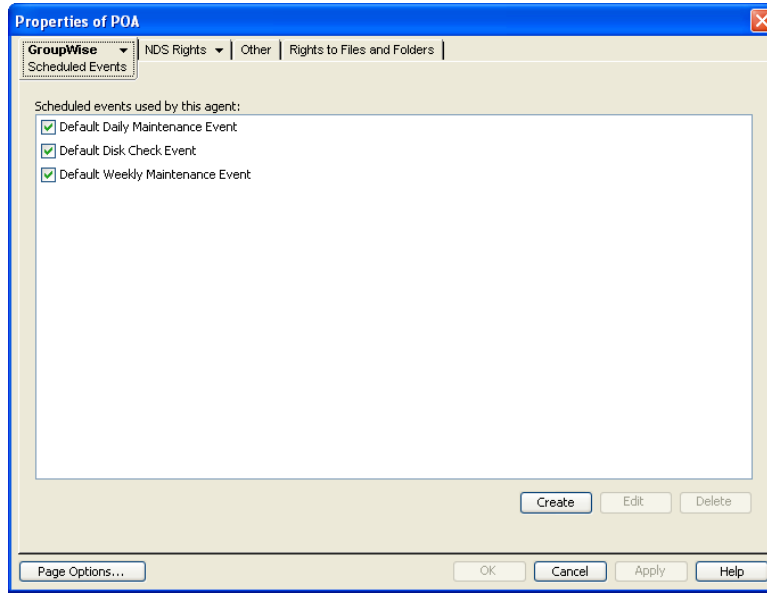 Properties of POA
GroupWise NDS Rights Other Rights to Files and Folders
Scheduled Events
Scheduled events used by this agent:
Default Daily Maintenance Event
Default Disk Check Event
Default Weekly Maintenance Event
Create Edit Delete
Page Options... OK Cancel Apply Help